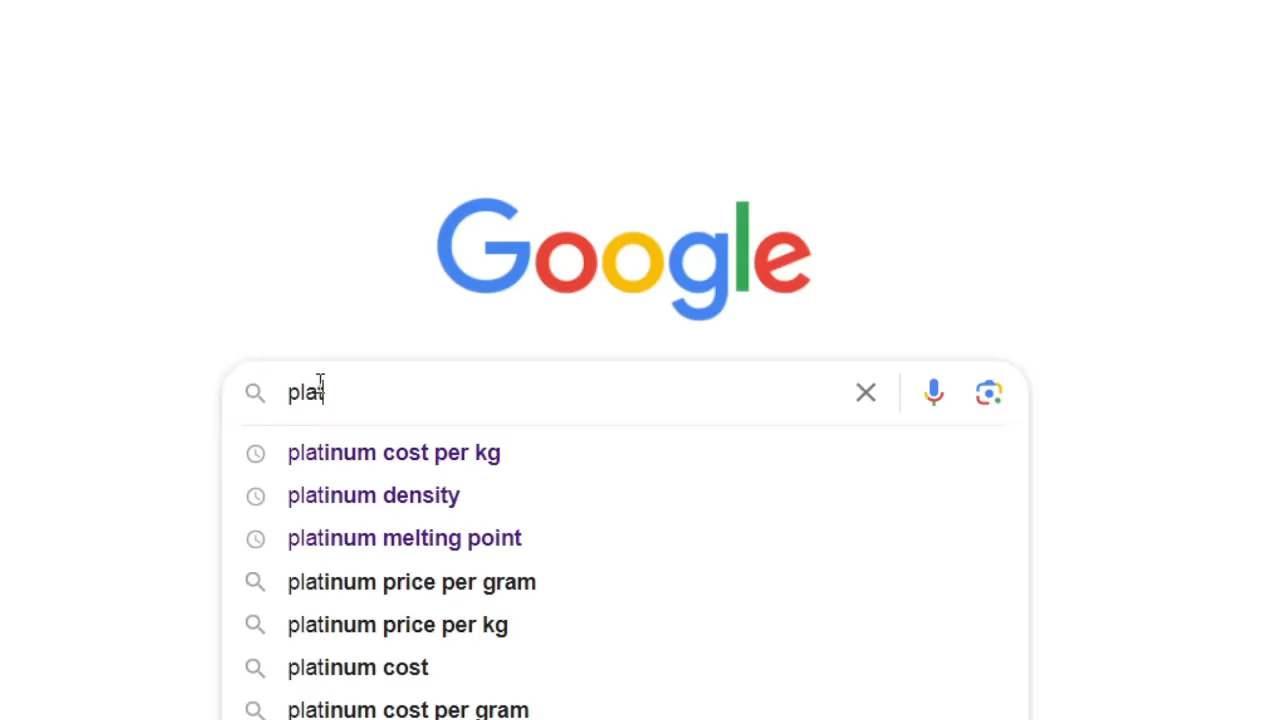 Google
plat
platinum cost per kg
platinum density
platinum melting point
platinum price per gram
platinum price per kg
platinum cost
platinum cost per gram